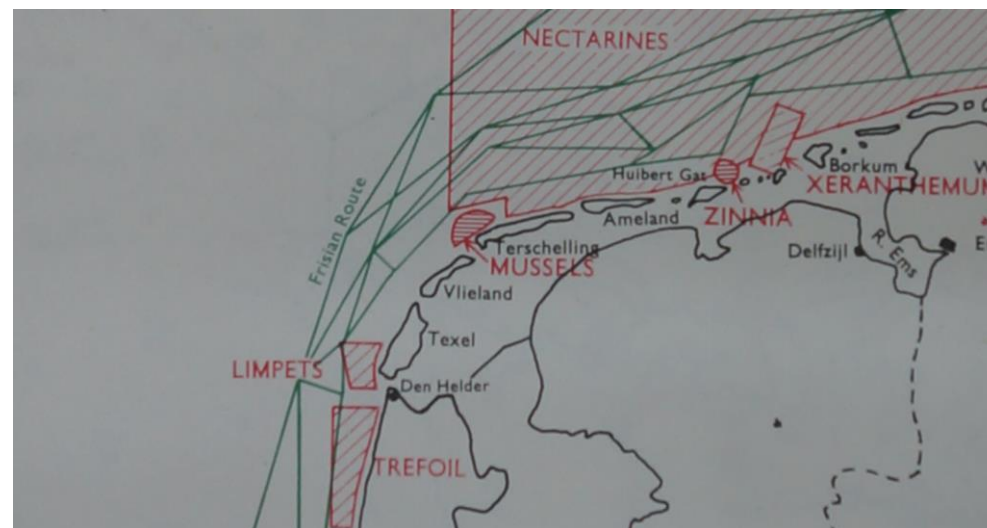 NECTARINES
Huibert Gat
Borkum
XERANTHEMUM
Ameland
ZINNIA
Frisian Route
Terschelling
MUSSELS
Delfzijl
R. Ems
Vlieland
Texel
LIMPETS
Den Helder
TREFOIL
W
E